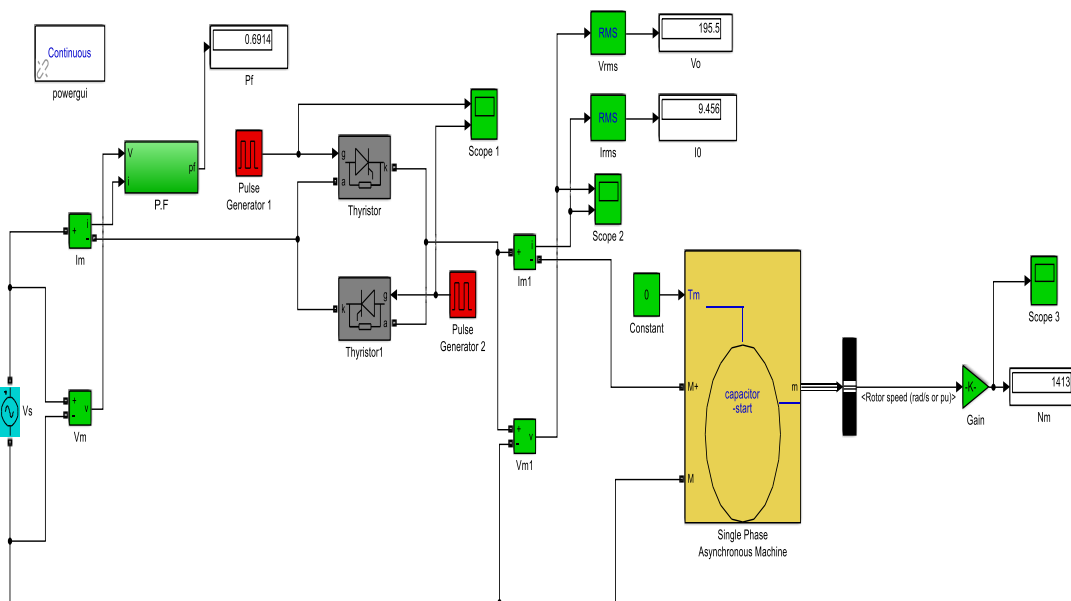 Continuous
powergui
0.6914
Pf
V
i
pf
P.F
Pulse
Generator 1
g
a
k
Thyristor
Scope 1
RMS
Vrms
195.5
Vo
RMS
Irms
9.456
I0
Scope 2
+
i
-
Im
k
g
a
Thyristor1
Pulse
Generator 2
+
i
-
Im1
0
Constant
Tm
M+
M
m
capacitor
-start
Single Phase
Asynchronous Machine
<Rotor speed (rad/s or pu)>
-K-
Gain
Scope 3
1413
Nm
Vs
+
-
v
Vm
+
-
v
Vm1